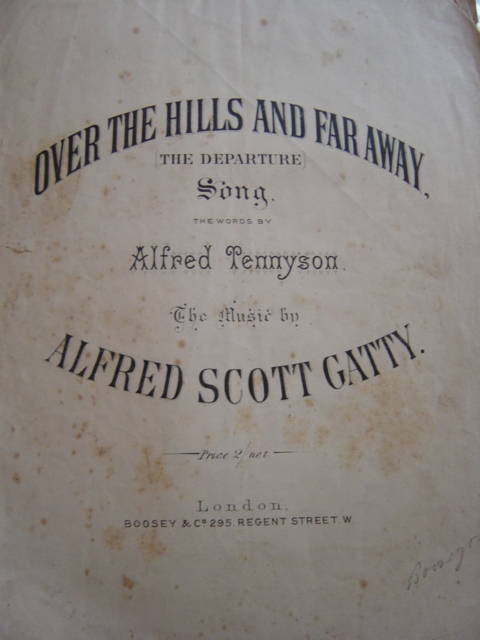 OVER THE HILLS AND FAR AWAY,
[THE DEPARTURE]
Song.
THE WORDS BY
Alfred Tennyson.
The Music by
ALFRED SCOTT GATTY.
Price 2/ net
London,
BOOSEY & Co 295, REGENT STREET. W.